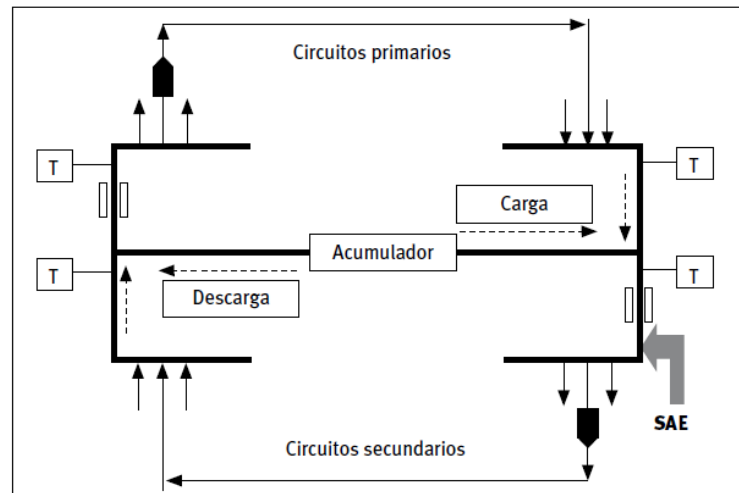 Circuitos primarios
T
T
Carga
Acumulador
T
T
Descarga
SAE
Circuitos secundarios